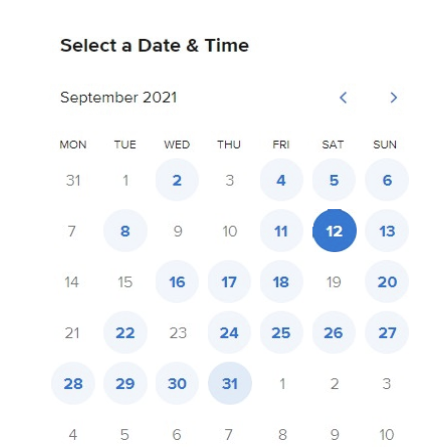 Select a Date & Time
September 2021
MON TUE WED THU FRI SAT SUN
31 1 2 3 4 5 6
7 8 9 10 11 12 13
14 15 16 17 18 19 20
21 22 23 24 25 26 27
28 29 30 31 1 2 3
4 5 6 7 8 9 10